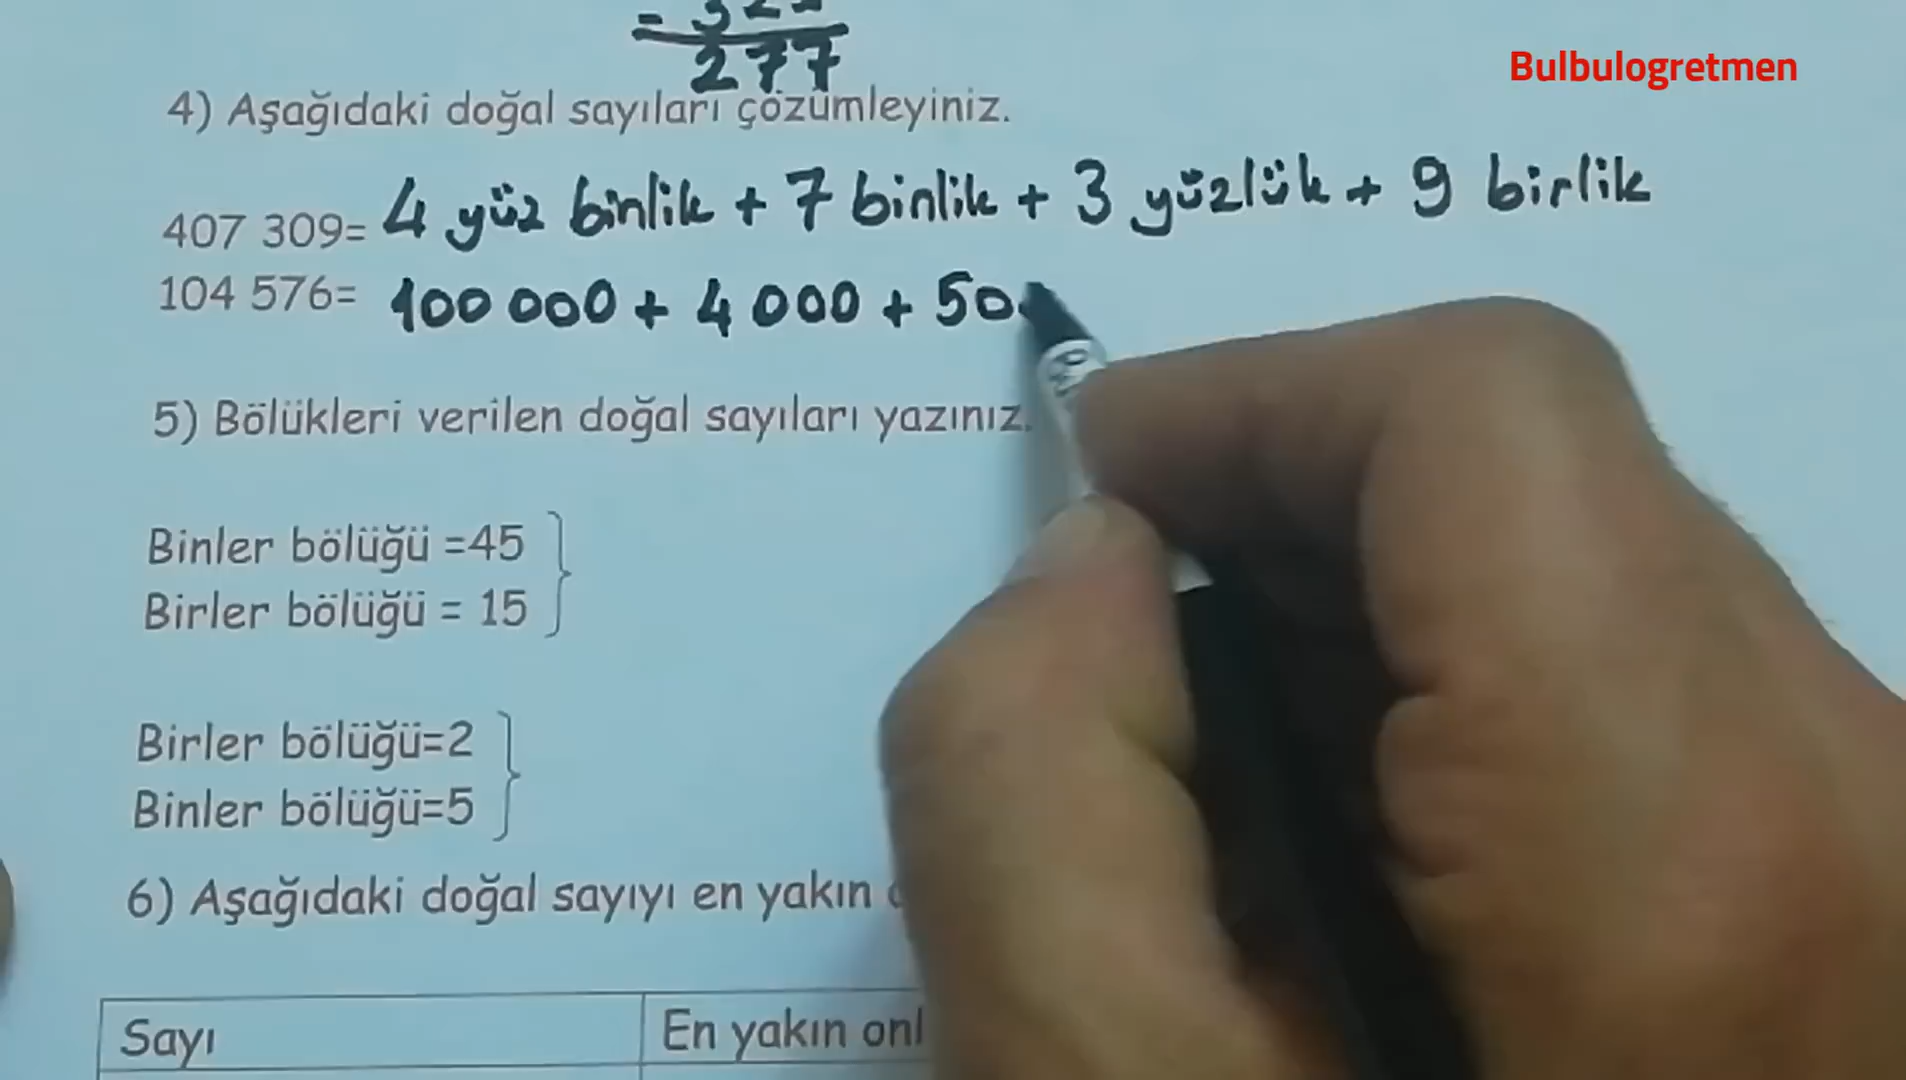 277
Bulbulogretmen
4) Aşağıdaki doğal sayıları çözümleyiniz.
407 309= 4 yüz binlik + 7 binlik + 3 yüzlük + 9 birlik
104 576= 100 000 + 4 000 + 50
5) Bölükleri verilen doğal sayıları yazınız.
Binler bölüğü =45
Birler bölüğü = 15
Birler bölüğü=2
Binler bölüğü=5
6) Aşağıdaki doğal sayıyı en yakın
Sayı
En yakın onl